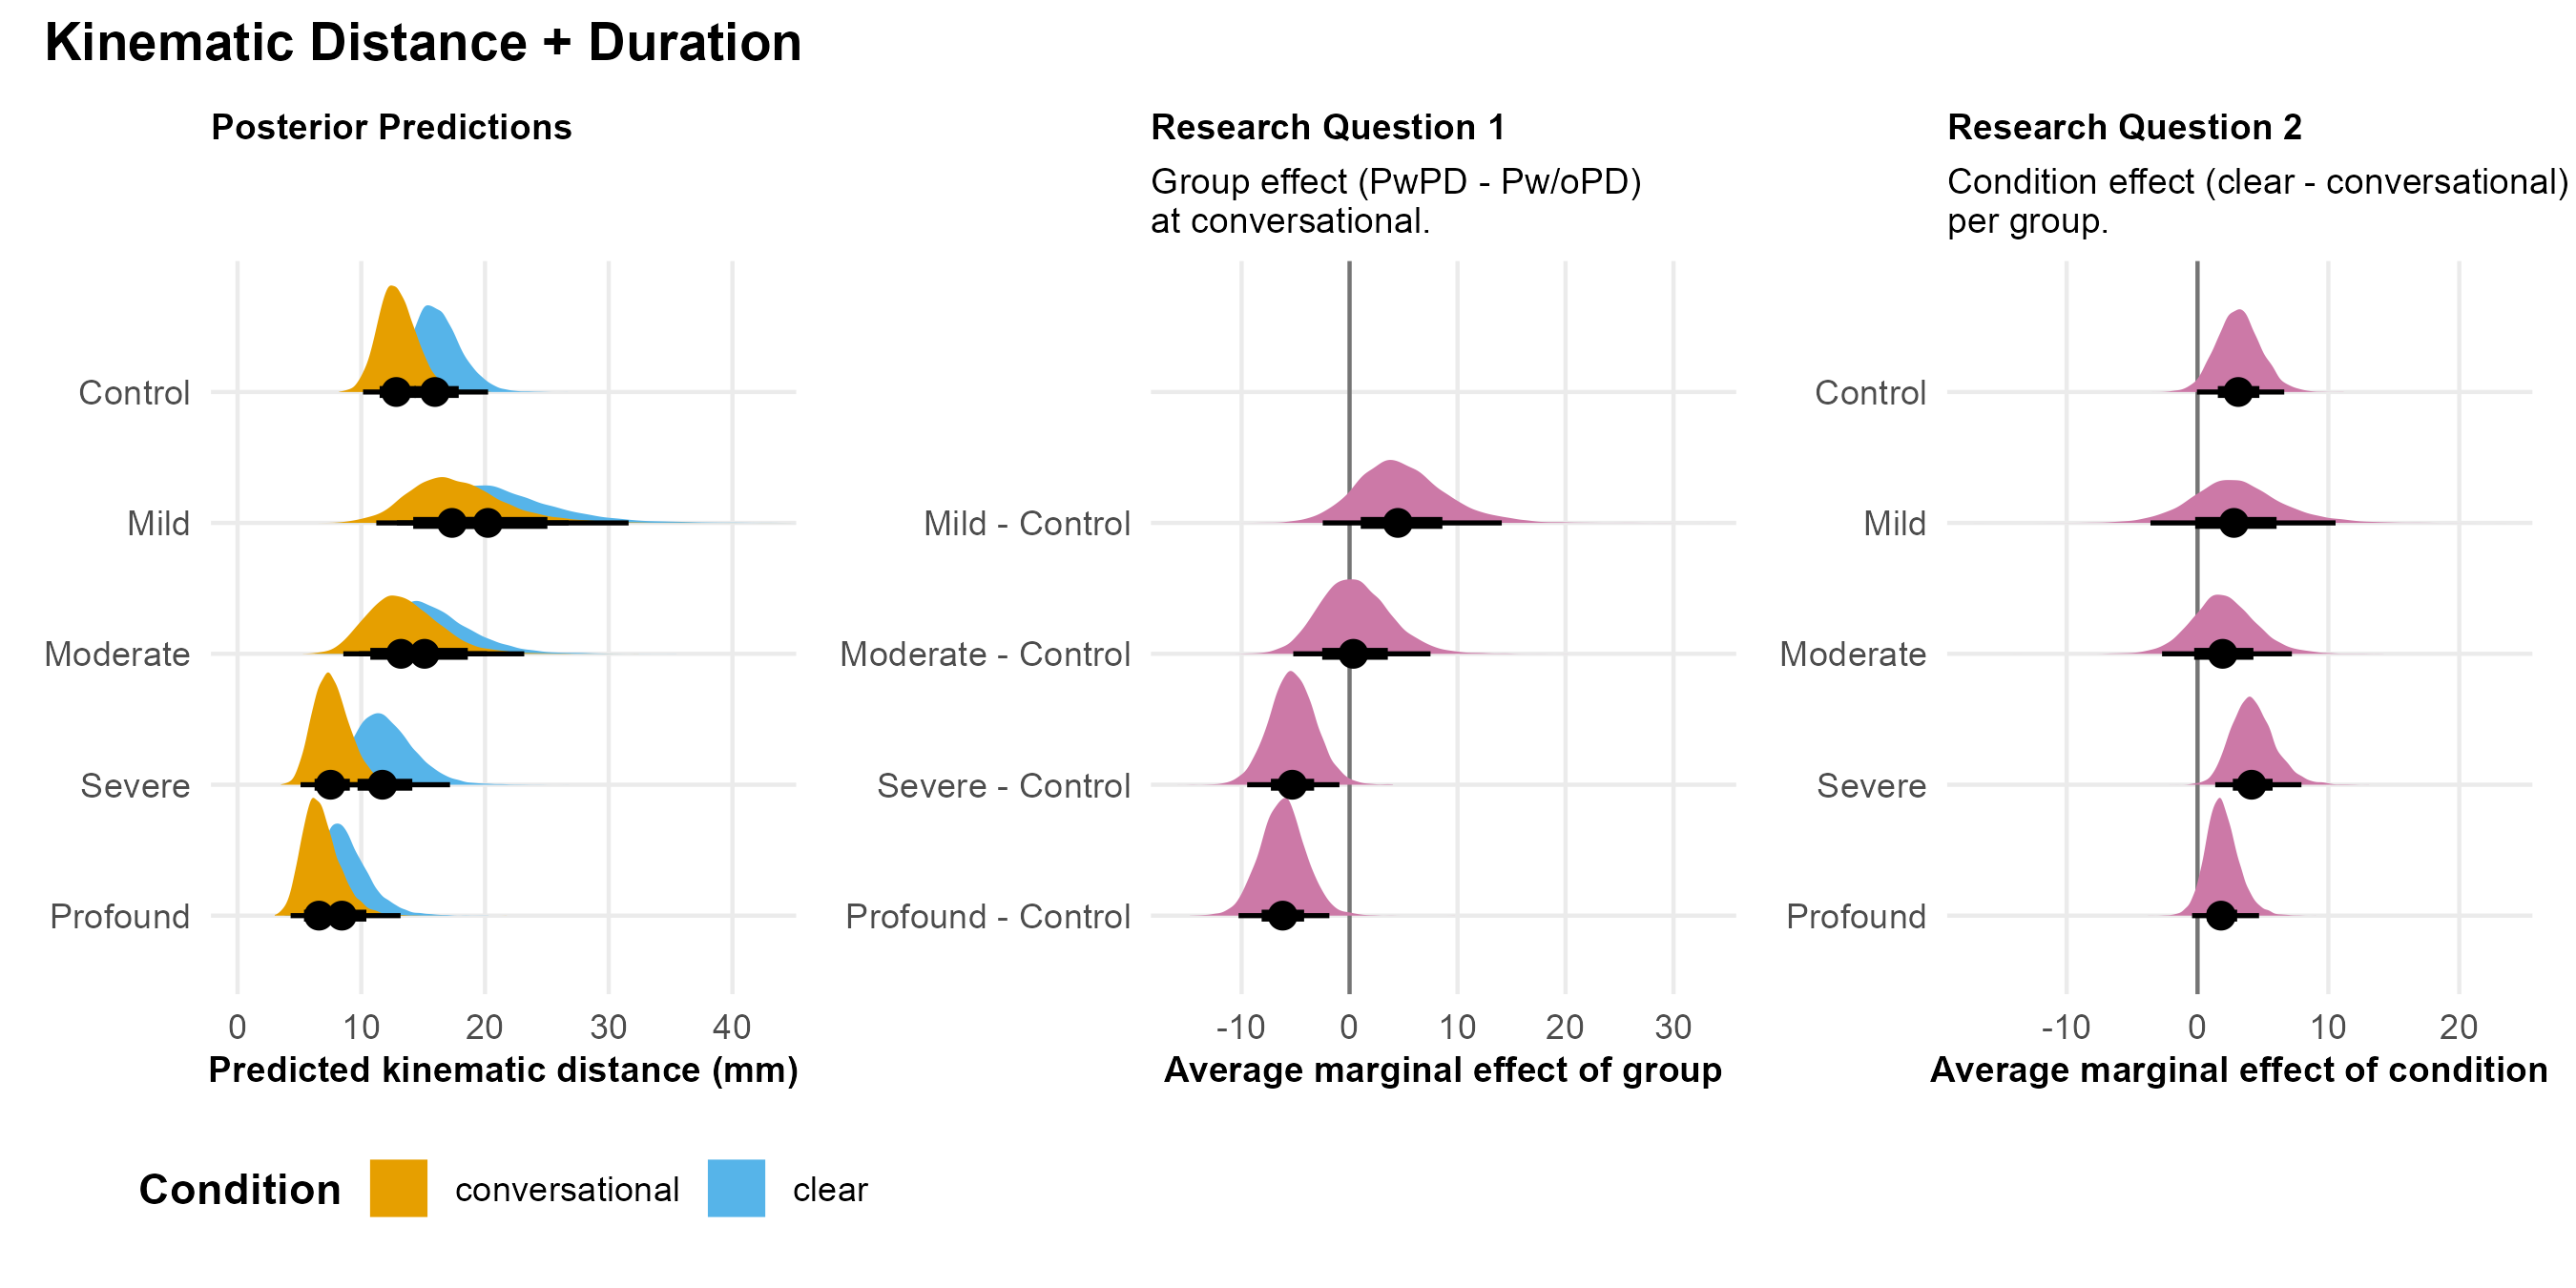 Kinematic Distance + Duration
Posterior Predictions
Control
Mild
Moderate
Severe
Profound
0 10 20 30 40
Predicted kinematic distance (mm)
Research Question 1
Group effect (PwPD - Pw/oPD)
at conversational.
Mild - Control
Moderate - Control
Severe - Control
Profound - Control
-10 0 10 20 30
Average marginal effect of group
Research Question 2
Condition effect (clear - conversational)
per group.
Control
Mild
Moderate
Severe
Profound
-10 0 10 20
Average marginal effect of condition
Condition conversational clear